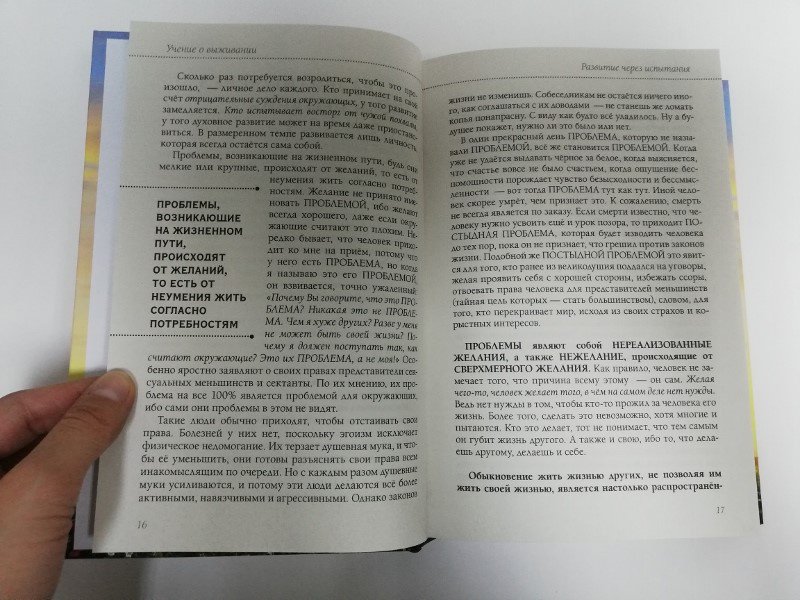 Учение о выживании
Сколько раз потребуется возродиться, чтобы это про-
изошло, — личное дело каждого. Кто принимает на свой
счёт отрицательные суждения окружающих, у того развитие
замедляется. Кто испытывает восторг от чужой похвалы,
у того духовное развитие может на время даже приостано-
виться. В размеренном темпе развивается лишь личность,
которая всегда остаётся сама собой.
Проблемы, возникающие на жизненном пути, будь они
мелкие или крупные, происходят от желаний, то есть от
неумения жить согласно потреб-
ностям. Желание не принято име-
новать ПРОБЛЕМОЙ, ибо желают
всегда хорошего, даже если окру-
жающие считают это плохим. Не-
редко бывает, что человек прихо-
дит ко мне на приём, потому что
у него есть ПРОБЛЕМА, но когда
я называю это его ПРОБЛЕМОЙ,
он взвивается, точно ужаленный:
«Почему Вы говорите, что это ПРО-
БЛЕМА? Никакая это не ПРОБЛЕ-
МА. Чем я хуже других? Разве у меня
не может быть своей жизни? По-
чему я должен поступать так, как
считают окружающие? Это их ПРОБЛЕМА, а не моя!» Осо-
бенно яростно заявляют о своих правах представители сек-
суальных меньшинств и сектанты. По их мнению, их про-
блема на все 100% является проблемой для окружающих,
ибо сами они проблемы в этом не видят.
Такие люди обычно приходят, чтобы отстаивать свои
права. Болезней у них нет, поскольку эгоизм исключает
физическое недомогание. Их терзает душевная мука, и что-
бы её уменьшить, они готовы разъяснять свои права всем
инакомыслящим по очереди. Но с каждым разом душевные
муки усиливаются, и потому эти люди делаются всё более
активными, навязчивыми и агрессивными. Однако законов
ПРОБЛЕМЫ,
ВОЗНИКАЮЩИЕ
НА ЖИЗНЕННОМ
ПУТИ,
ПРОИСХОДЯТ
ОТ ЖЕЛАНИЙ,
ТО ЕСТЬ ОТ
НЕУМЕНИЯ ЖИТЬ
СОГЛАСНО
ПОТРЕБНОСТЯМ
16
Развитие через испытания
жизни не изменишь. Собеседникам не остаётся ничего ино-
го, как соглашаться с их доводами — не станешь же ломать
копья понапрасну. С виду как будто всё уладилось. Ну а бу-
дущее покажет, нужно ли это было или нет.
В один прекрасный день ПРОБЛЕМА, которую не назы-
вали ПРОБЛЕМОЙ, всё же становится ПРОБЛЕМОЙ. Когда
уже не удаётся выдавать чёрное за белое, когда выясняется,
что счастье вовсе не было счастьем, когда ощущение бес-
помощности порождает чувство безысходности и бессмыс-
ленности — вот тогда ПРОБЛЕМА тут как тут. Иной чело-
век скорее умрёт, чем признает это. К сожалению, смерть
не всегда является по заказу. Если смерти известно, что че-
ловеку нужно усвоить ещё и урок позора, то приходит ПО-
СТЫДНАЯ ПРОБЛЕМА, которая будет изводить человека
до тех пор, пока он не признает, что грешил против законов
жизни. Подобной же ПОСТЫДНОЙ ПРОБЛЕМОЙ это явит-
ся для того, кто ранее из великодушия поддался на уговоры,
желая проявить себя с хорошей стороны, избежать ссоры,
отвоевать права человека для представителей меньшинств
(тайная цель которых — стать большинством), словом, для
того, кто перекраивает мир, исходя из своих страхов и ко-
рыстных интересов.
ПРОБЛЕМЫ являют собой НЕРЕАЛИЗОВАННЫЕ
ЖЕЛАНИЯ, а также НЕЖЕЛАНИЕ, происходящие от
СВЕРХМЕРНОГО ЖЕЛАНИЯ. Как правило, человек не за-
мечает того, что причина всему этому — он сам. Желая
чего-то, человек желает того, в чём на самом деле нет нужды.
Ведь нет нужды в том, чтобы кто-то прожил за человека его
жизнь. Более того, сделать это невозможно, хотя многие и
пытаются. Кто это делает, тот не понимает, что тем самым
он губит жизнь другого. А также и свою, ибо то, что дела-
ешь другому, делаешь и себе.
Обыкновение жить жизнью других, не позволяя им
жить своей жизнью, является настолько распространён-
17